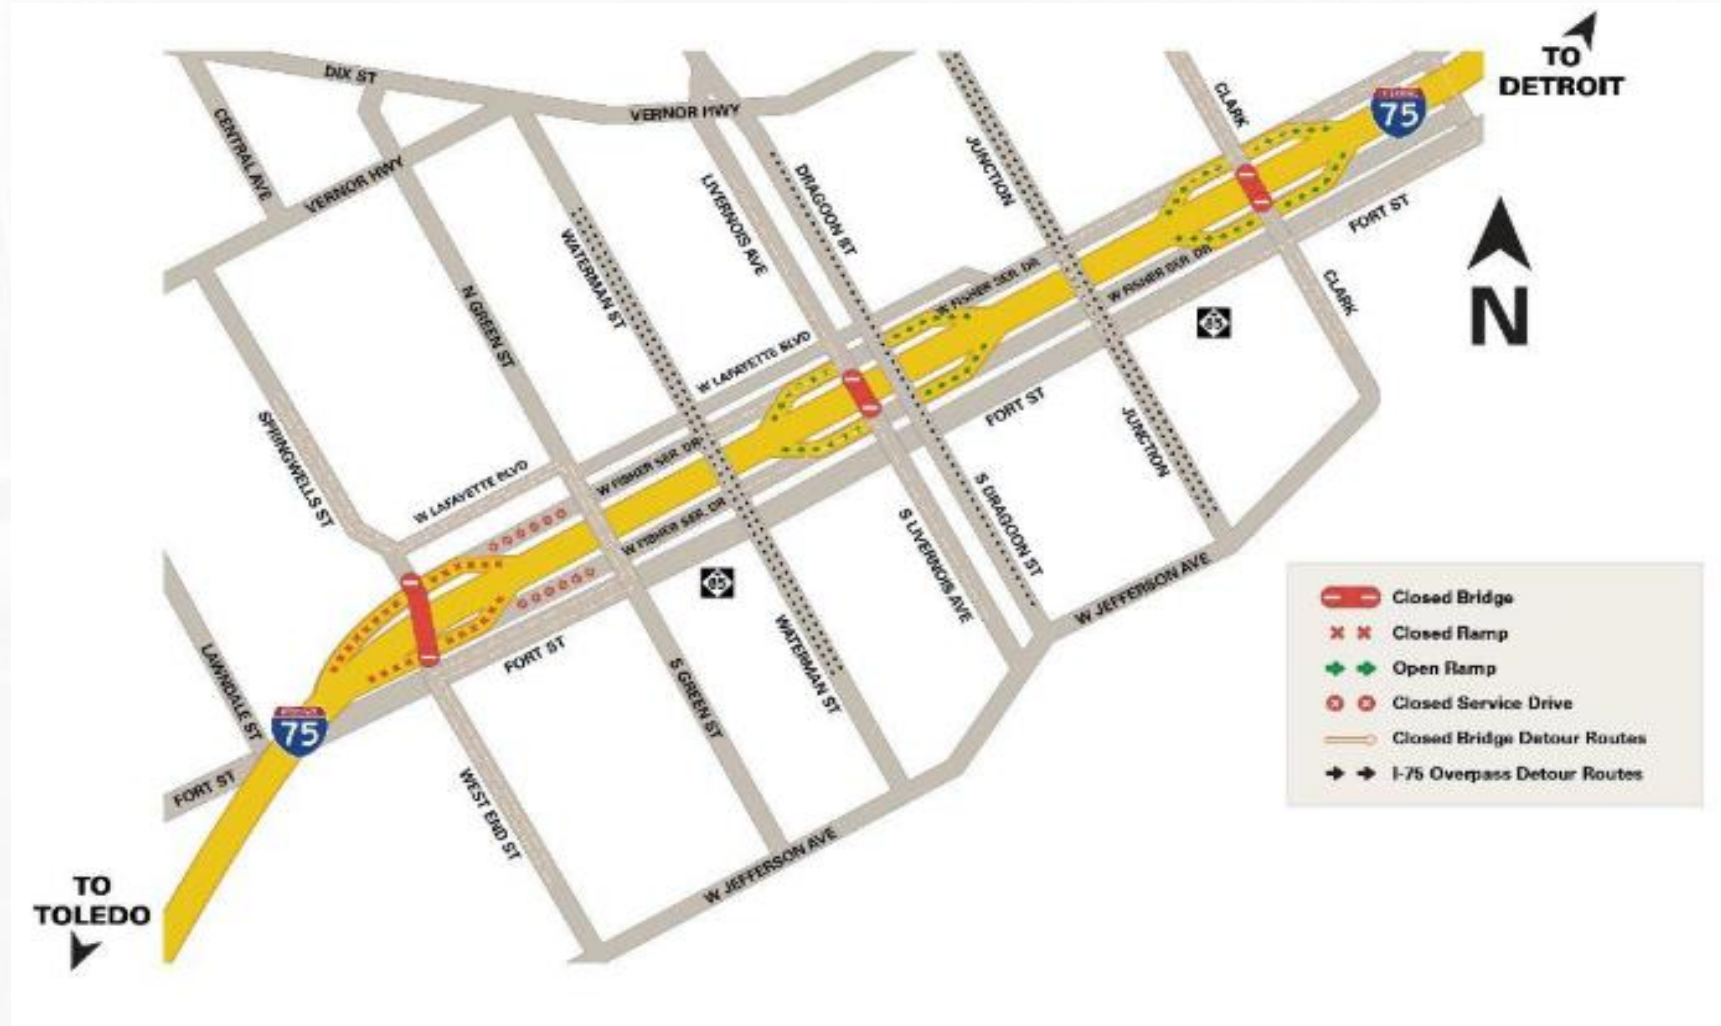 TO
DETROIT
75
DIX ST
CENTRAL AVE
VERNOR HWY
VERNOR HWY
CLARK
JUNCTION
DRAGOON ST
LIVERNOIS AVE
FORT ST
WATERMAN ST
N GREEN ST
W FISHER SER. DR
W FISHER SER. DR
CLARK
N
W LAFAYETTE BLVD
85
FORT ST
JUNCTION
SPRINGWELLS ST
W LAFAYETTE BLVD
W FISHER SER. DR
W FISHER SER. DR
S DRAGOON ST
S LIVERNOIS AVE
85
W JEFFERSON AVE
FORT ST
WATERMAN ST
S GREEN ST
LAWNDALE ST
75
FORT ST
WEST END ST
W JEFFERSON AVE
TO
TOLEDO
Closed Bridge
Closed Ramp
Open Ramp
Closed Service Drive
Closed Bridge Detour Routes
I-75 Overpass Detour Routes